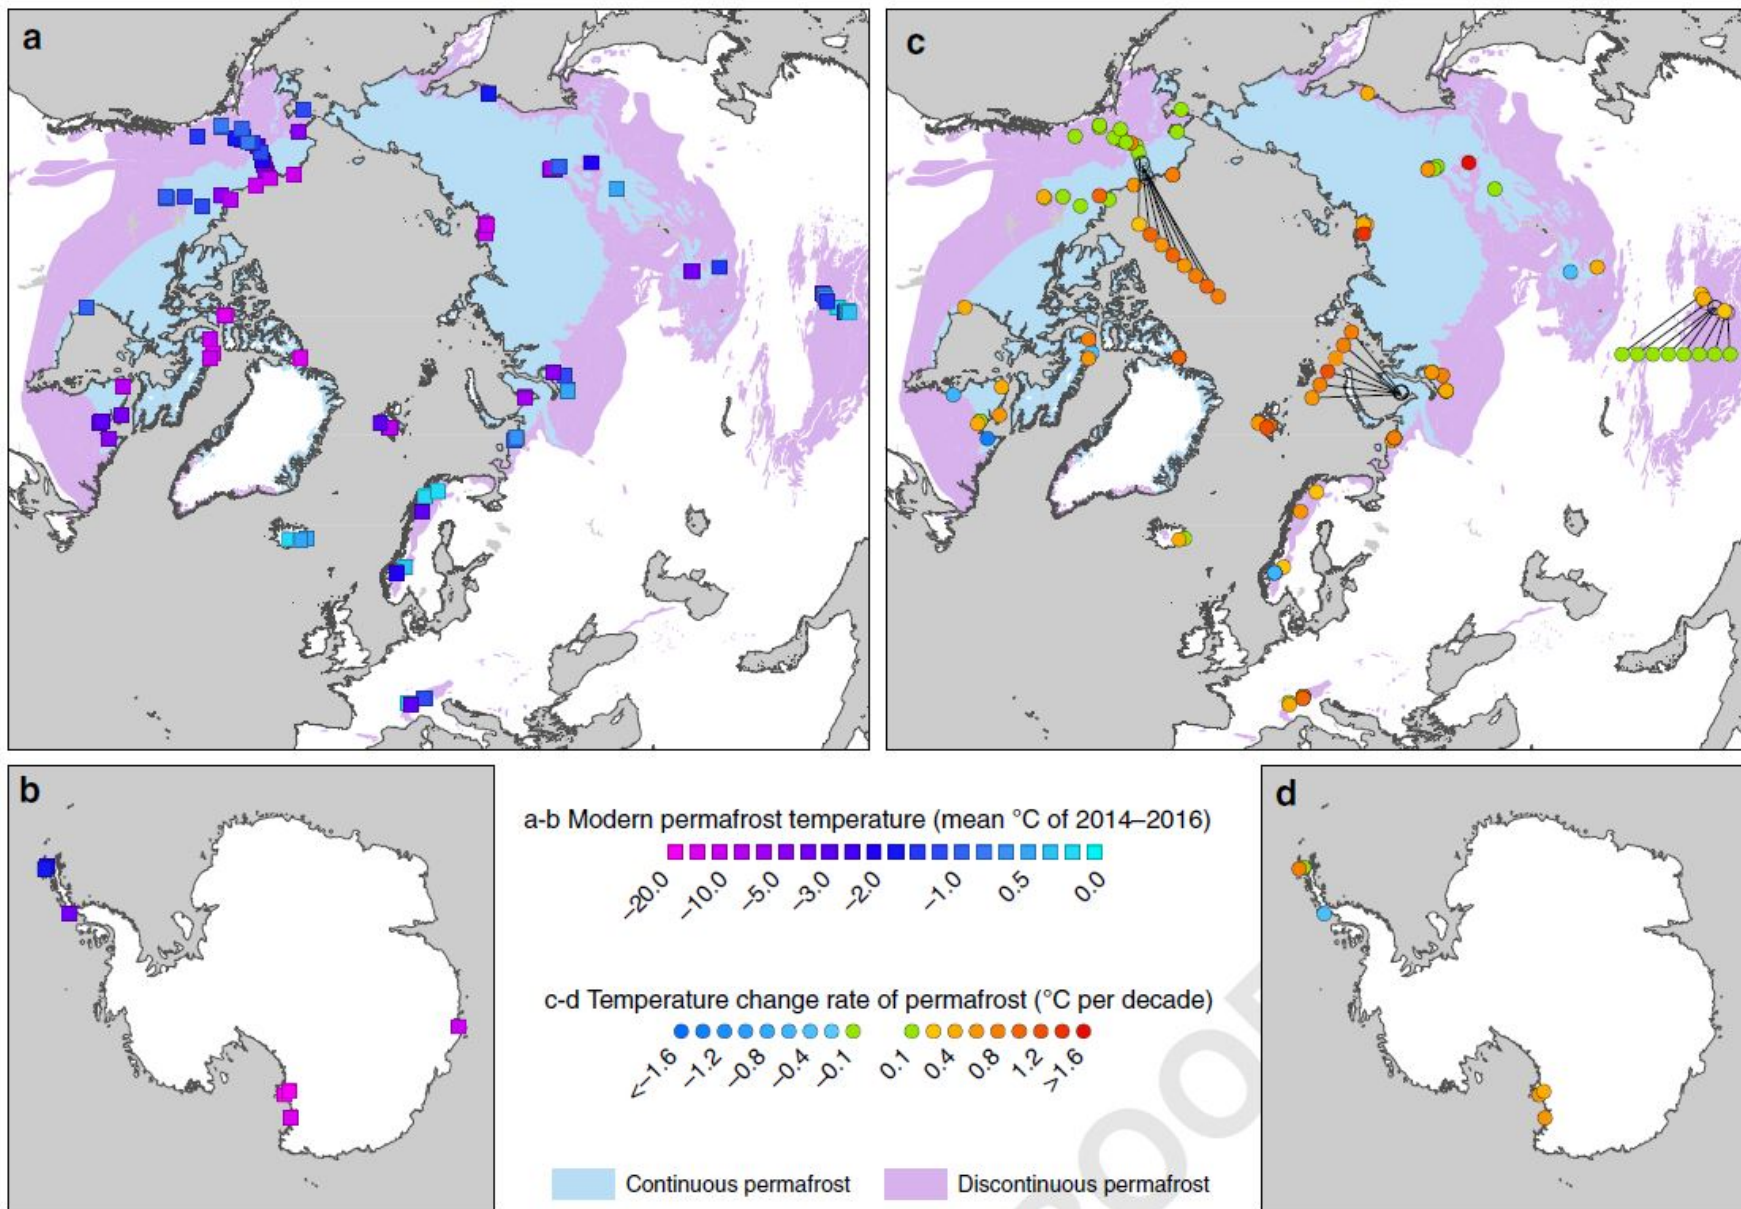 a
c
b
d
a-b Modern permafrost temperature (mean °C of 2014–2016)
−20.0 −10.0 −5.0 −3.0 −2.0 −1.0 0.5 0.0
c-d Temperature change rate of permafrost (°C per decade)
<−1.6 −1.2 −0.8 −0.4 −0.1 0.1 0.4 0.8 1.2 >1.6
Continuous permafrost Discontinuous permafrost